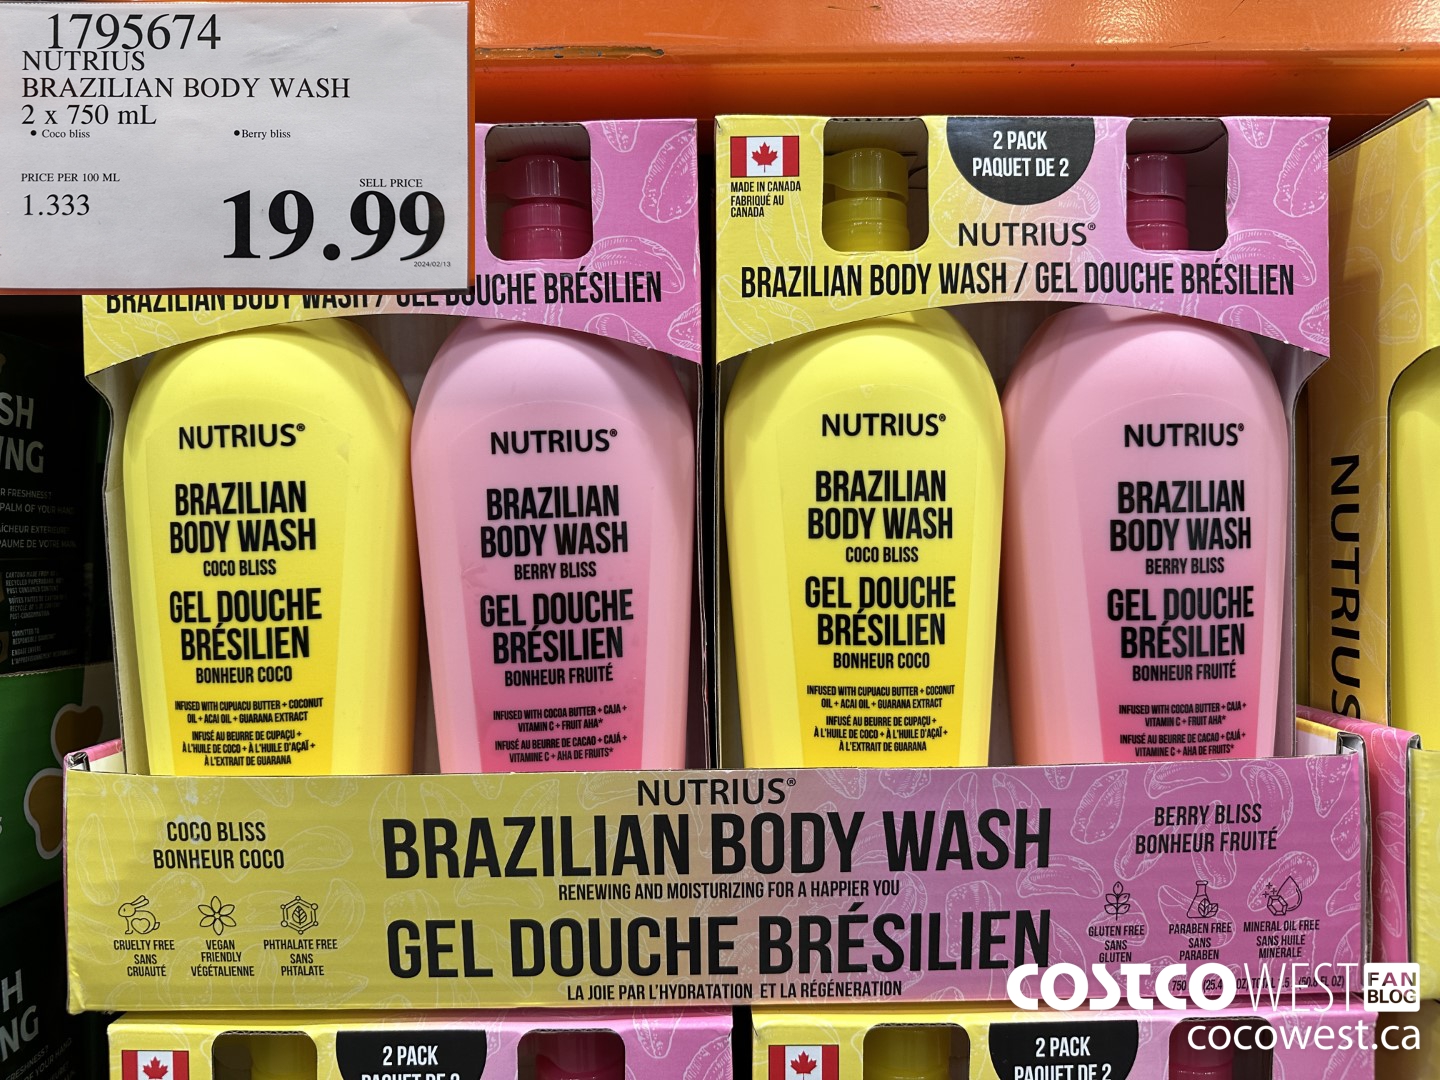 1795674
NUTRIUS
BRAZILIAN BODY WASH
2 x 750 mL
• Coco bliss •Berry bliss
PRICE PER 100 ML
1.333
SELL PRICE
19.99
2024/02/13
BRAZILIAN BODY WASH / GEL DOUCHE BRÉSILIEN
MADE IN CANADA
FABRIQUÉ AU
CANADA
2 PACK
PAQUET DE 2
NUTRIUS®
BRAZILIAN BODY WASH / GEL DOUCHE BRÉSILIEN
NUTRIUS®
BRAZILIAN
BODY WASH
COCO BLISS
GEL DOUCHE
BRÉSILIEN
BONHEUR COCO
INFUSED WITH CUPUACU BUTTER + COCONUT
OIL + ACAI OIL + GUARANA EXTRACT
INFUSÉ AU BEURRE DE CUPAÇU +
À L'HUILE DE COCO + À L'HUILE D'AÇAÏ +
À L'EXTRAIT DE GUARANA
NUTRIUS®
BRAZILIAN
BODY WASH
BERRY BLISS
GEL DOUCHE
BRÉSILIEN
BONHEUR FRUITÉ
INFUSED WITH COCOA BUTTER + CAJA +
VITAMIN C + FRUIT AHA*
INFUSÉ AU BEURRE DE CACAO + CAJÁ +
VITAMINE C + AHA DE FRUITS*
NUTRIUS®
BRAZILIAN
BODY WASH
COCO BLISS
GEL DOUCHE
BRÉSILIEN
BONHEUR COCO
INFUSED WITH CUPUACU BUTTER + COCONUT
OIL + ACAI OIL + GUARANA EXTRACT
INFUSÉ AU BEURRE DE CUPAÇU +
À L'HUILE DE COCO + À L'HUILE D'AÇAÏ +
À L'EXTRAIT DE GUARANA
NUTRIUS®
BRAZILIAN
BODY WASH
BERRY BLISS
GEL DOUCHE
BRÉSILIEN
BONHEUR FRUITÉ
INFUSED WITH COCOA BUTTER + CAJA +
VITAMIN C + FRUIT AHA*
INFUSÉ AU BEURRE DE CACAO + CAJÁ +
VITAMINE C + AHA DE FRUITS*
NUTRIUS
NUTRIUS®
COCO BLISS
BONHEUR COCO
BRAZILIAN BODY WASH
RENEWING AND MOISTURIZING FOR A HAPPIER YOU
GEL DOUCHE BRÉSILIEN
LA JOIE PAR L'HYDRATATION ET LA RÉGÉNÉRATION
BERRY BLISS
BONHEUR FRUITÉ
CRUELTY FREE
SANS
CRUAUTÉ
VEGAN
FRIENDLY
VÉGÉTALIENNE
PHTHALATE FREE
SANS
PHTALATE
GLUTEN FREE
SANS
GLUTEN
PARABEN FREE
SANS
PARABEN
MINERAL OIL FREE
SANS HUILE
MINÉRALE
COSTCO WEST FAN
BLOG
cocowest.ca
2 PACK
PAQUET DE 2
2 PACK
PAQUET DE 2